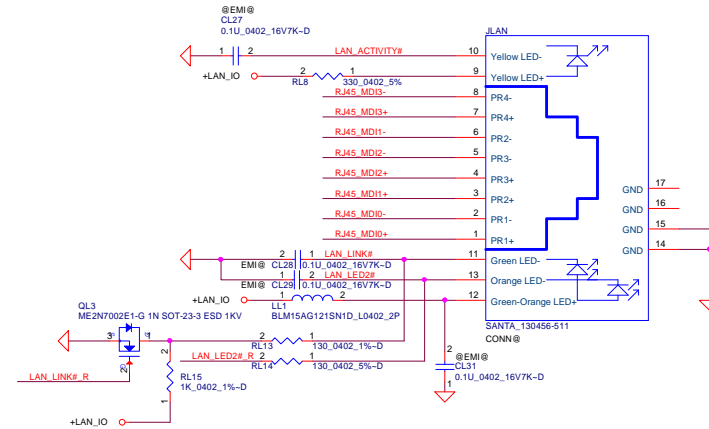 @EMI@
CL27
0.1U_0402_16V7K~D
JLAN
1 2 LAN_ACTIVITY# 10 Yellow LED-
+LAN_IO 2 1 9 Yellow LED+
RL8 330_0402_5%
RJ45_MDI3- 8 PR4-
RJ45_MDI3+ 7 PR4+
RJ45_MDI1- 6 PR2-
RJ45_MDI2- 5 PR3-
RJ45_MDI2+ 4 PR3+
RJ45_MDI1+ 3 PR2+
RJ45_MDI0- 2 PR1-
RJ45_MDI0+ 1 PR1+
GND 17
GND 16
GND 15
GND 14
2 1 LAN_LINK# 11 Green LED-
EMI@ CL28 0.1U_0402_16V7K~D
1 2 LAN_LED2# 13 Orange LED-
EMI@ CL29 0.1U_0402_16V7K~D
+LAN_IO 1 2 12 Green-Orange LED+
LL1
BLM15AG121SN1D_L0402_2P
SANTA_130456-511
CONN@
QL3
ME2N7002E1-G 1N SOT-23-3 ESD 1KV
3 1
2
2 1
RL13 130_0402_1%~D
LAN_LED2#_R 2 1
RL14 130_0402_5%~D
2
@EMI@
CL31
0.1U_0402_16V7K~D
1
LAN_LINK#_R
2
RL15
1K_0402_1%~D
1
+LAN_IO